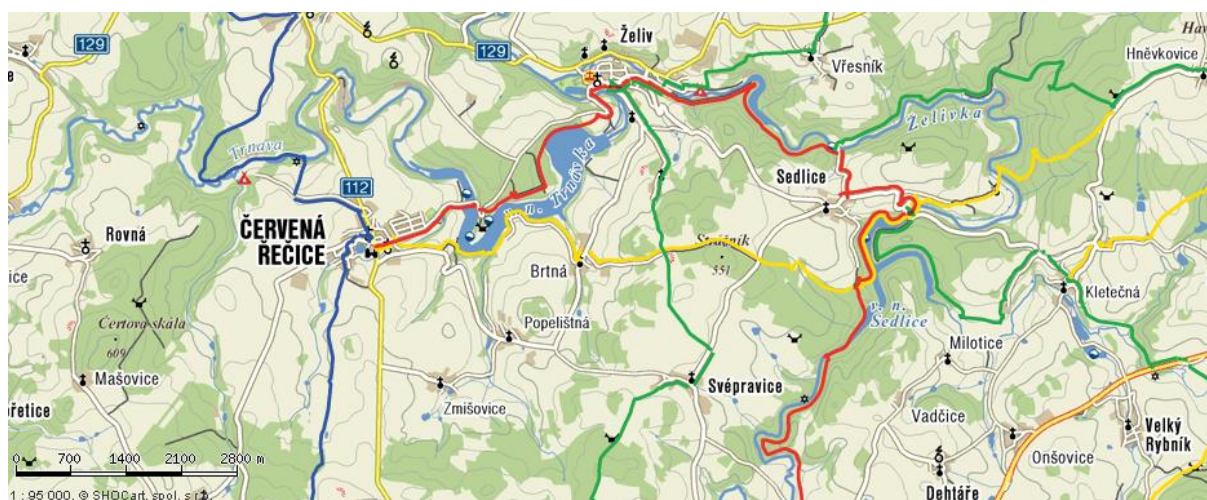 129
129
Želiv
Vřesník
Hněvkovice
Trnava
Želivka
Sedlice
112
n. Trnávka
ČERVENÁ
ŘEČICE
Rovná
Brtná
Strážník
551
Kletečná
v. n.
Sedlice
Čertova skála
609
Popelištná
Milotice
Mašovice
Svépravice
Zmišovice
Vadčice
Velký
Rybník
Onšovice
Dehtáře
0 700 1400 2100 2800 m
1 : 95 000, © SHOCart, spol. s r.o.